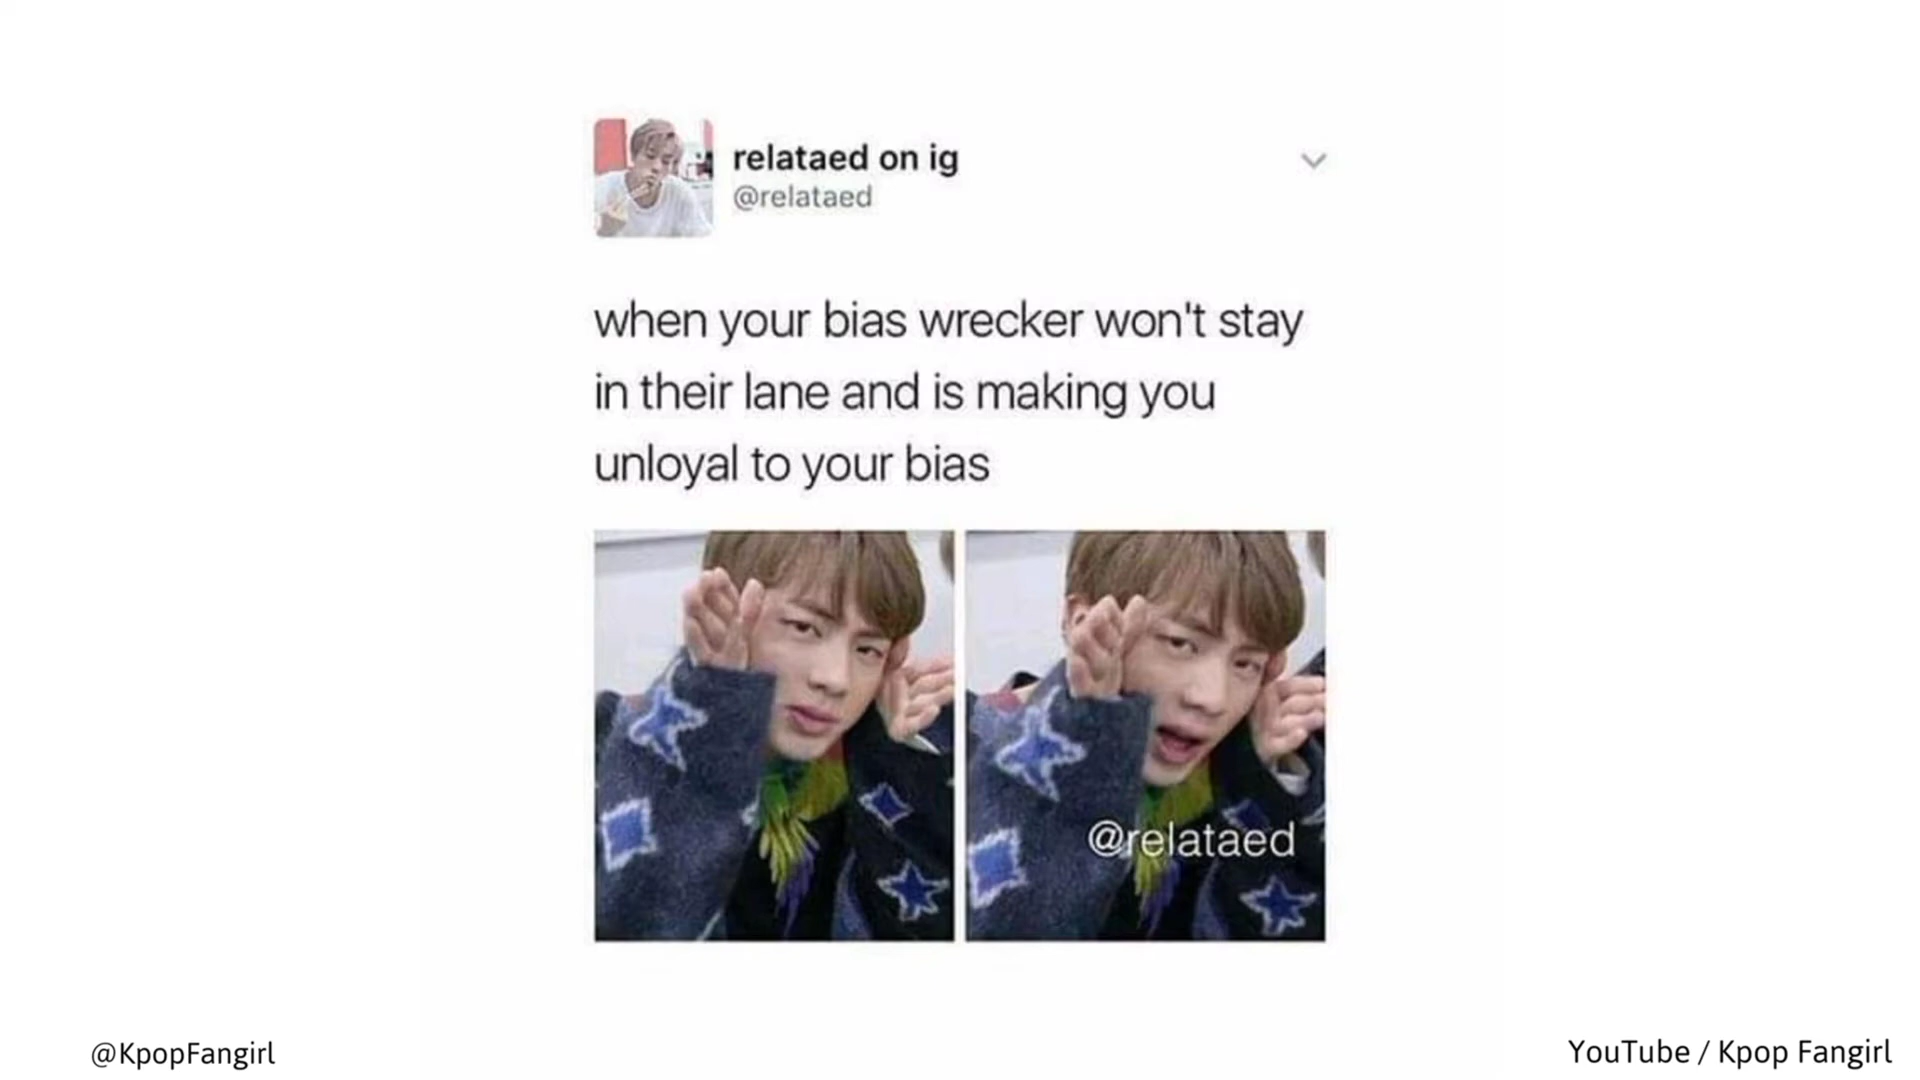 relataed on ig
@relataed
when your bias wrecker won't stay
in their lane and is making you
unloyal to your bias
@relataed
@KpopFangirl
YouTube / Kpop Fangirl